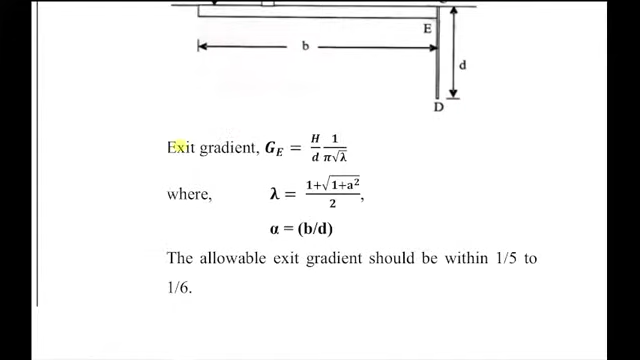 E
b
d
D
Exit gradient, G_E = H/d 1/π√λ
where, λ = 1+√1+a²/2,
α = (b/d)
The allowable exit gradient should be within 1/5 to
1/6.